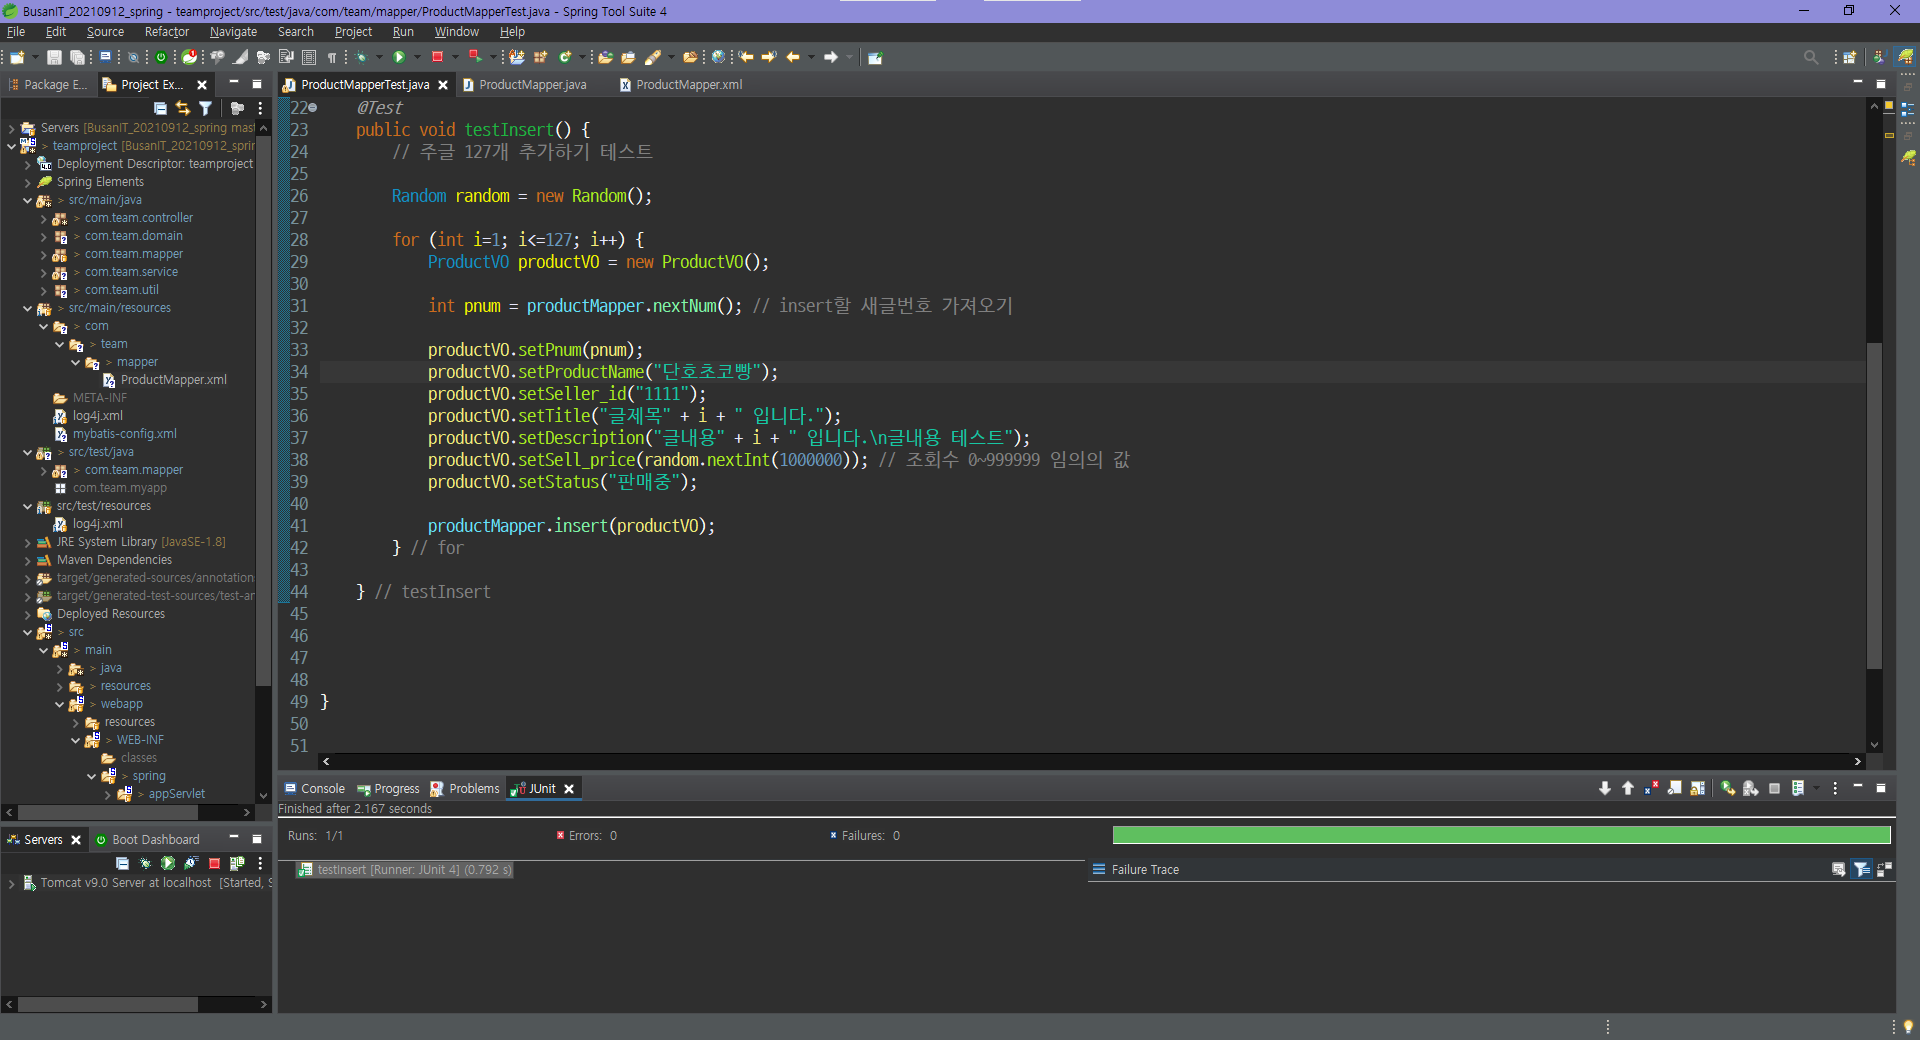 BusanIT_20210912_spring - teamproject/src/test/java/com/team/mapper/ProductMapperTest.java - Spring Tool Suite 4
File Edit Source Refactor Navigate Search Project Run Window Help
Package E... Project Ex...
Servers [BusanIT_20210912_spring mast
> teamproject [BusanIT_20210912_sprin
Deployment Descriptor: teamproject
Spring Elements
> src/main/java
> com.team.controller
> com.team.domain
> com.team.mapper
> com.team.service
> com.team.util
> src/main/resources
> com
> team
> mapper
ProductMapper.xml
META-INF
log4j.xml
mybatis-config.xml
> src/test/java
> com.team.mapper
com.team.myapp
src/test/resources
log4j.xml
JRE System Library [JavaSE-1.8]
Maven Dependencies
target/generated-sources/annotation
target/generated-test-sources/test-ar
Deployed Resources
> src
> main
> java
> resources
> webapp
resources
> WEB-INF
classes
> spring
> appServlet
Servers Boot Dashboard
Tomcat v9.0 Server at localhost [Started, S
ProductMapperTest.java ProductMapper.java ProductMapper.xml
22 @Test
23 public void testInsert() {
24 // 주글 127개 추가하기 테스트
25
26 Random random = new Random();
27
28 for (int i=1; i<=127; i++) {
29 ProductVO productVO = new ProductVO();
30
31 int pnum = productMapper.nextNum(); // insert할 새글번호 가져오기
32
33 productVO.setPnum(pnum);
34 productVO.setProductName("단호초코빵");
35 productVO.setSeller_id("1111");
36 productVO.setTitle("글제목" + i + " 입니다.");
37 productVO.setDescription("글내용" + i + " 입니다.\n글내용 테스트");
38 productVO.setSell_price(random.nextInt(1000000)); // 조회수 0~999999 임의의 값
39 productVO.setStatus("판매중");
40
41 productMapper.insert(productVO);
42 } // for
43
44 } // testInsert
45
46
47
48
49 }
50
51
Console Progress Problems JUnit
Finished after 2.167 seconds
Runs: 1/1 Errors: 0 Failures: 0
testInsert [Runner: JUnit 4] (0.792 s) Failure Trace